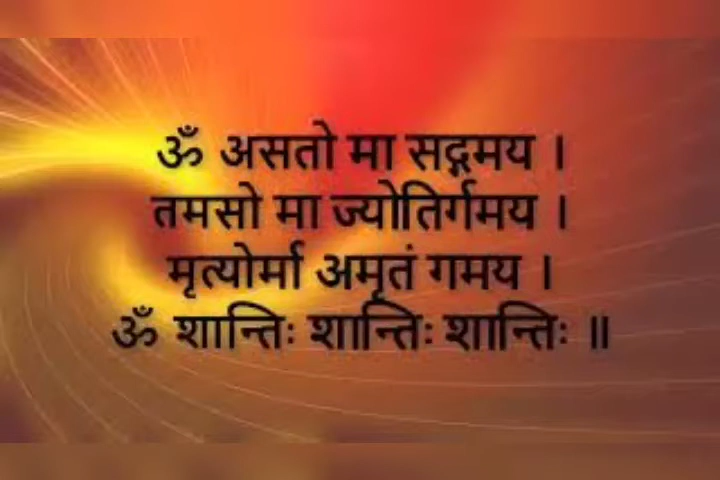 ॐ असतो मा सद्गमय ।
तमसो मा ज्योतिर्गमय ।
मृत्योर्मा अमृतं गमय ।
ॐ शान्तिः शान्तिः शान्तिः ॥